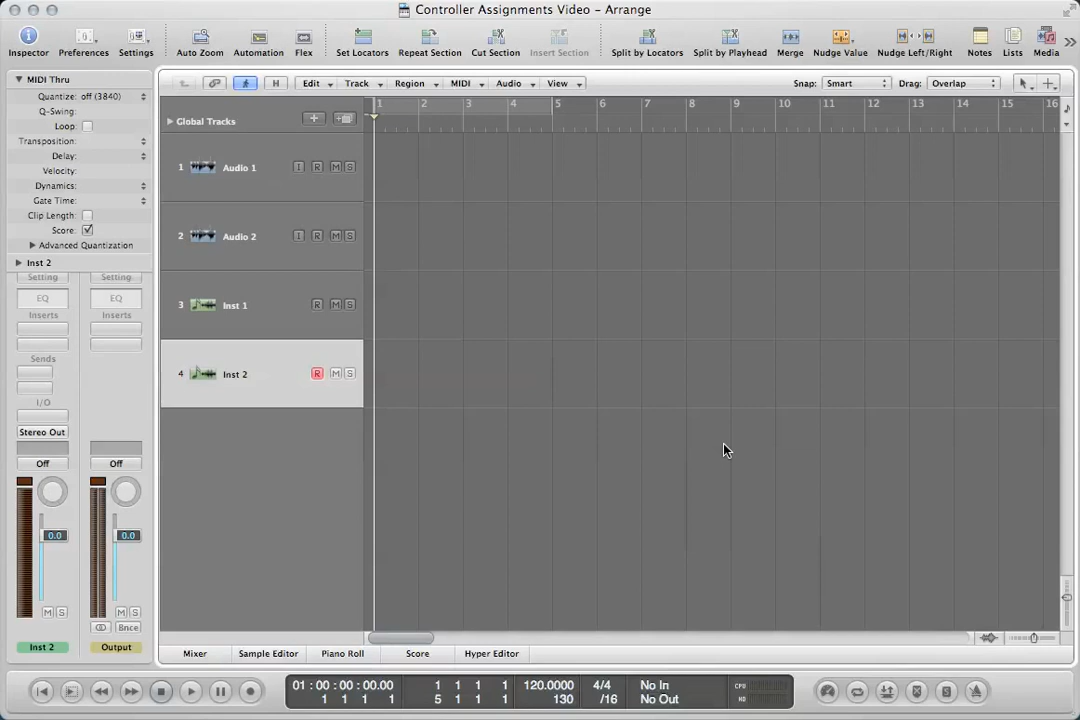 Controller Assignments Video – Arrange
Inspector Preferences Settings Auto Zoom Automation Flex Set Locators Repeat Section Cut Section Insert Section Split by Locators Split by Playhead Merge Nudge Value Nudge Left/Right Notes Lists Media
MIDI Thru
H Edit Track Region MIDI Audio View Snap: Smart Drag: Overlap
Quantize: off (3840)
Q-Swing:
Loop:
Transposition:
Delay:
Velocity:
Dynamics:
Gate Time:
Clip Length:
Score:
Advanced Quantization
Inst 2
Setting Setting
EQ EQ
Inserts Inserts
Sends
I/O
Stereo Out
Off Off
0.0 0.0
M S M S
Bnce
Inst 2 Output
Global Tracks
1 2 3 4 5 6 7 8 9 10 11 12 13 14 15 16
1 Audio 1 I R M S
2 Audio 2 I R M S
3 Inst 1 R M S
4 Inst 2 R M S
Mixer Sample Editor Piano Roll Score Hyper Editor
01 : 00 : 00 : 00.00 1 1 1 1 120.0000 4/4 No In CPU
1 1 1 1 5 1 1 1 130 /16 No Out HD
S